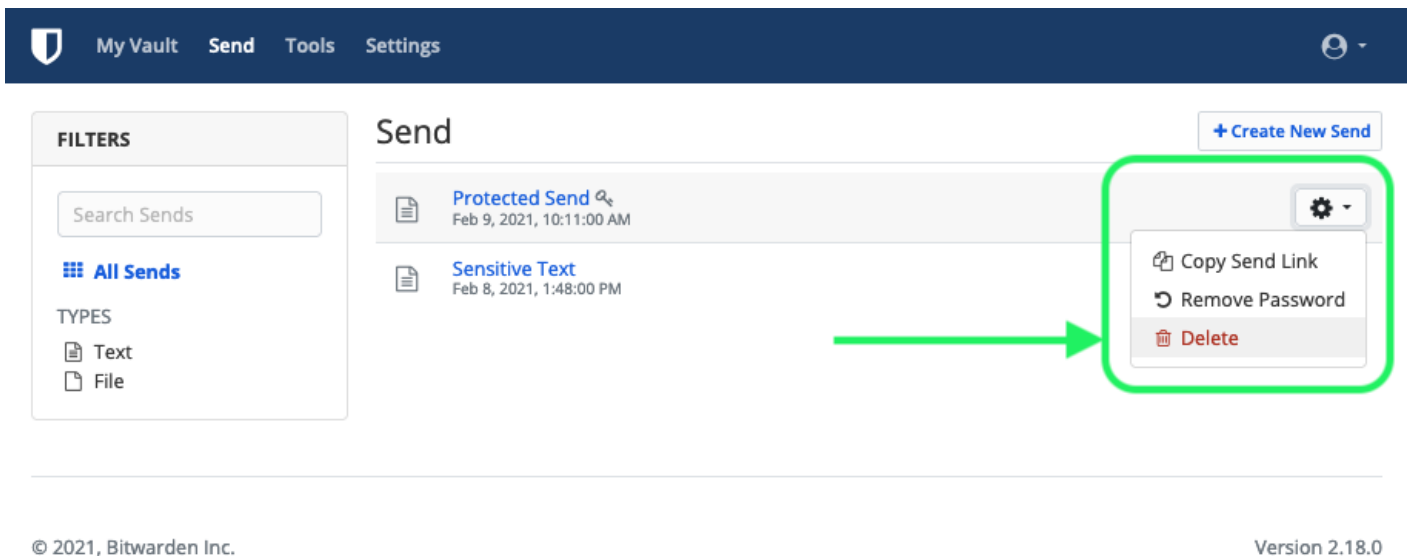 My Vault Send Tools Settings
FILTERS
Search Sends
All Sends
TYPES
Text
File
Send
+ Create New Send
Protected Send
Feb 9, 2021, 10:11:00 AM
Sensitive Text
Feb 8, 2021, 1:48:00 PM
Copy Send Link
Remove Password
Delete
© 2021, Bitwarden Inc.
Version 2.18.0